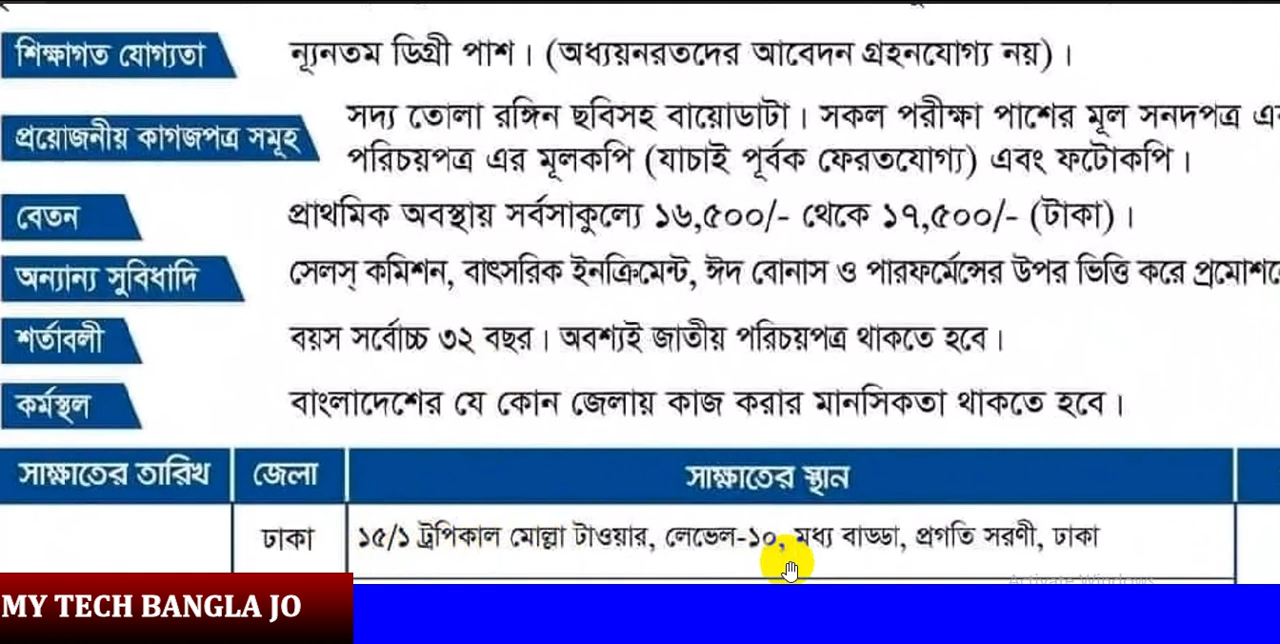 শিক্ষাগত যোগ্যতা ন্যূনতম ডিগ্রী পাশ। (অধ্যয়নরতদের আবেদন গ্রহনযোগ্য নয়)।
প্রয়োজনীয় কাগজপত্র সমূহ সদ্য তোলা রঙ্গিন ছবিসহ বায়োডাটা। সকল পরীক্ষা পাশের মূল সনদপত্র
পরিচয়পত্র এর মূলকপি (যাচাই পূর্বক ফেরতযোগ্য) এবং ফটোকপি।
বেতন প্রাথমিক অবস্থায় সর্বসাকুল্যে ১৬,৫০০/- থেকে ১৭,৫০০/- (টাকা)।
অন্যান্য সুবিধাদি সেলস্ কমিশন, বাৎসরিক ইনক্রিমেন্ট, ঈদ বোনাস ও পারফর্মেন্সের উপর ভিত্তি করে
শর্তাবলী বয়স সর্বোচ্চ ৩২ বছর। অবশ্যই জাতীয় পরিচয়পত্র থাকতে হবে।
কর্মস্থল বাংলাদেশের যে কোন জেলায় কাজ করার মানসিকতা থাকতে হবে।
সাক্ষাতের তারিখ জেলা সাক্ষাতের স্থান
ঢাকা ১৫/১ ট্রপিকাল মোল্লা টাওয়ার, লেভেল-১০, মধ্য বাড্ডা, প্রগতি সরণী, ঢাকা
MY TECH BANGLA JO